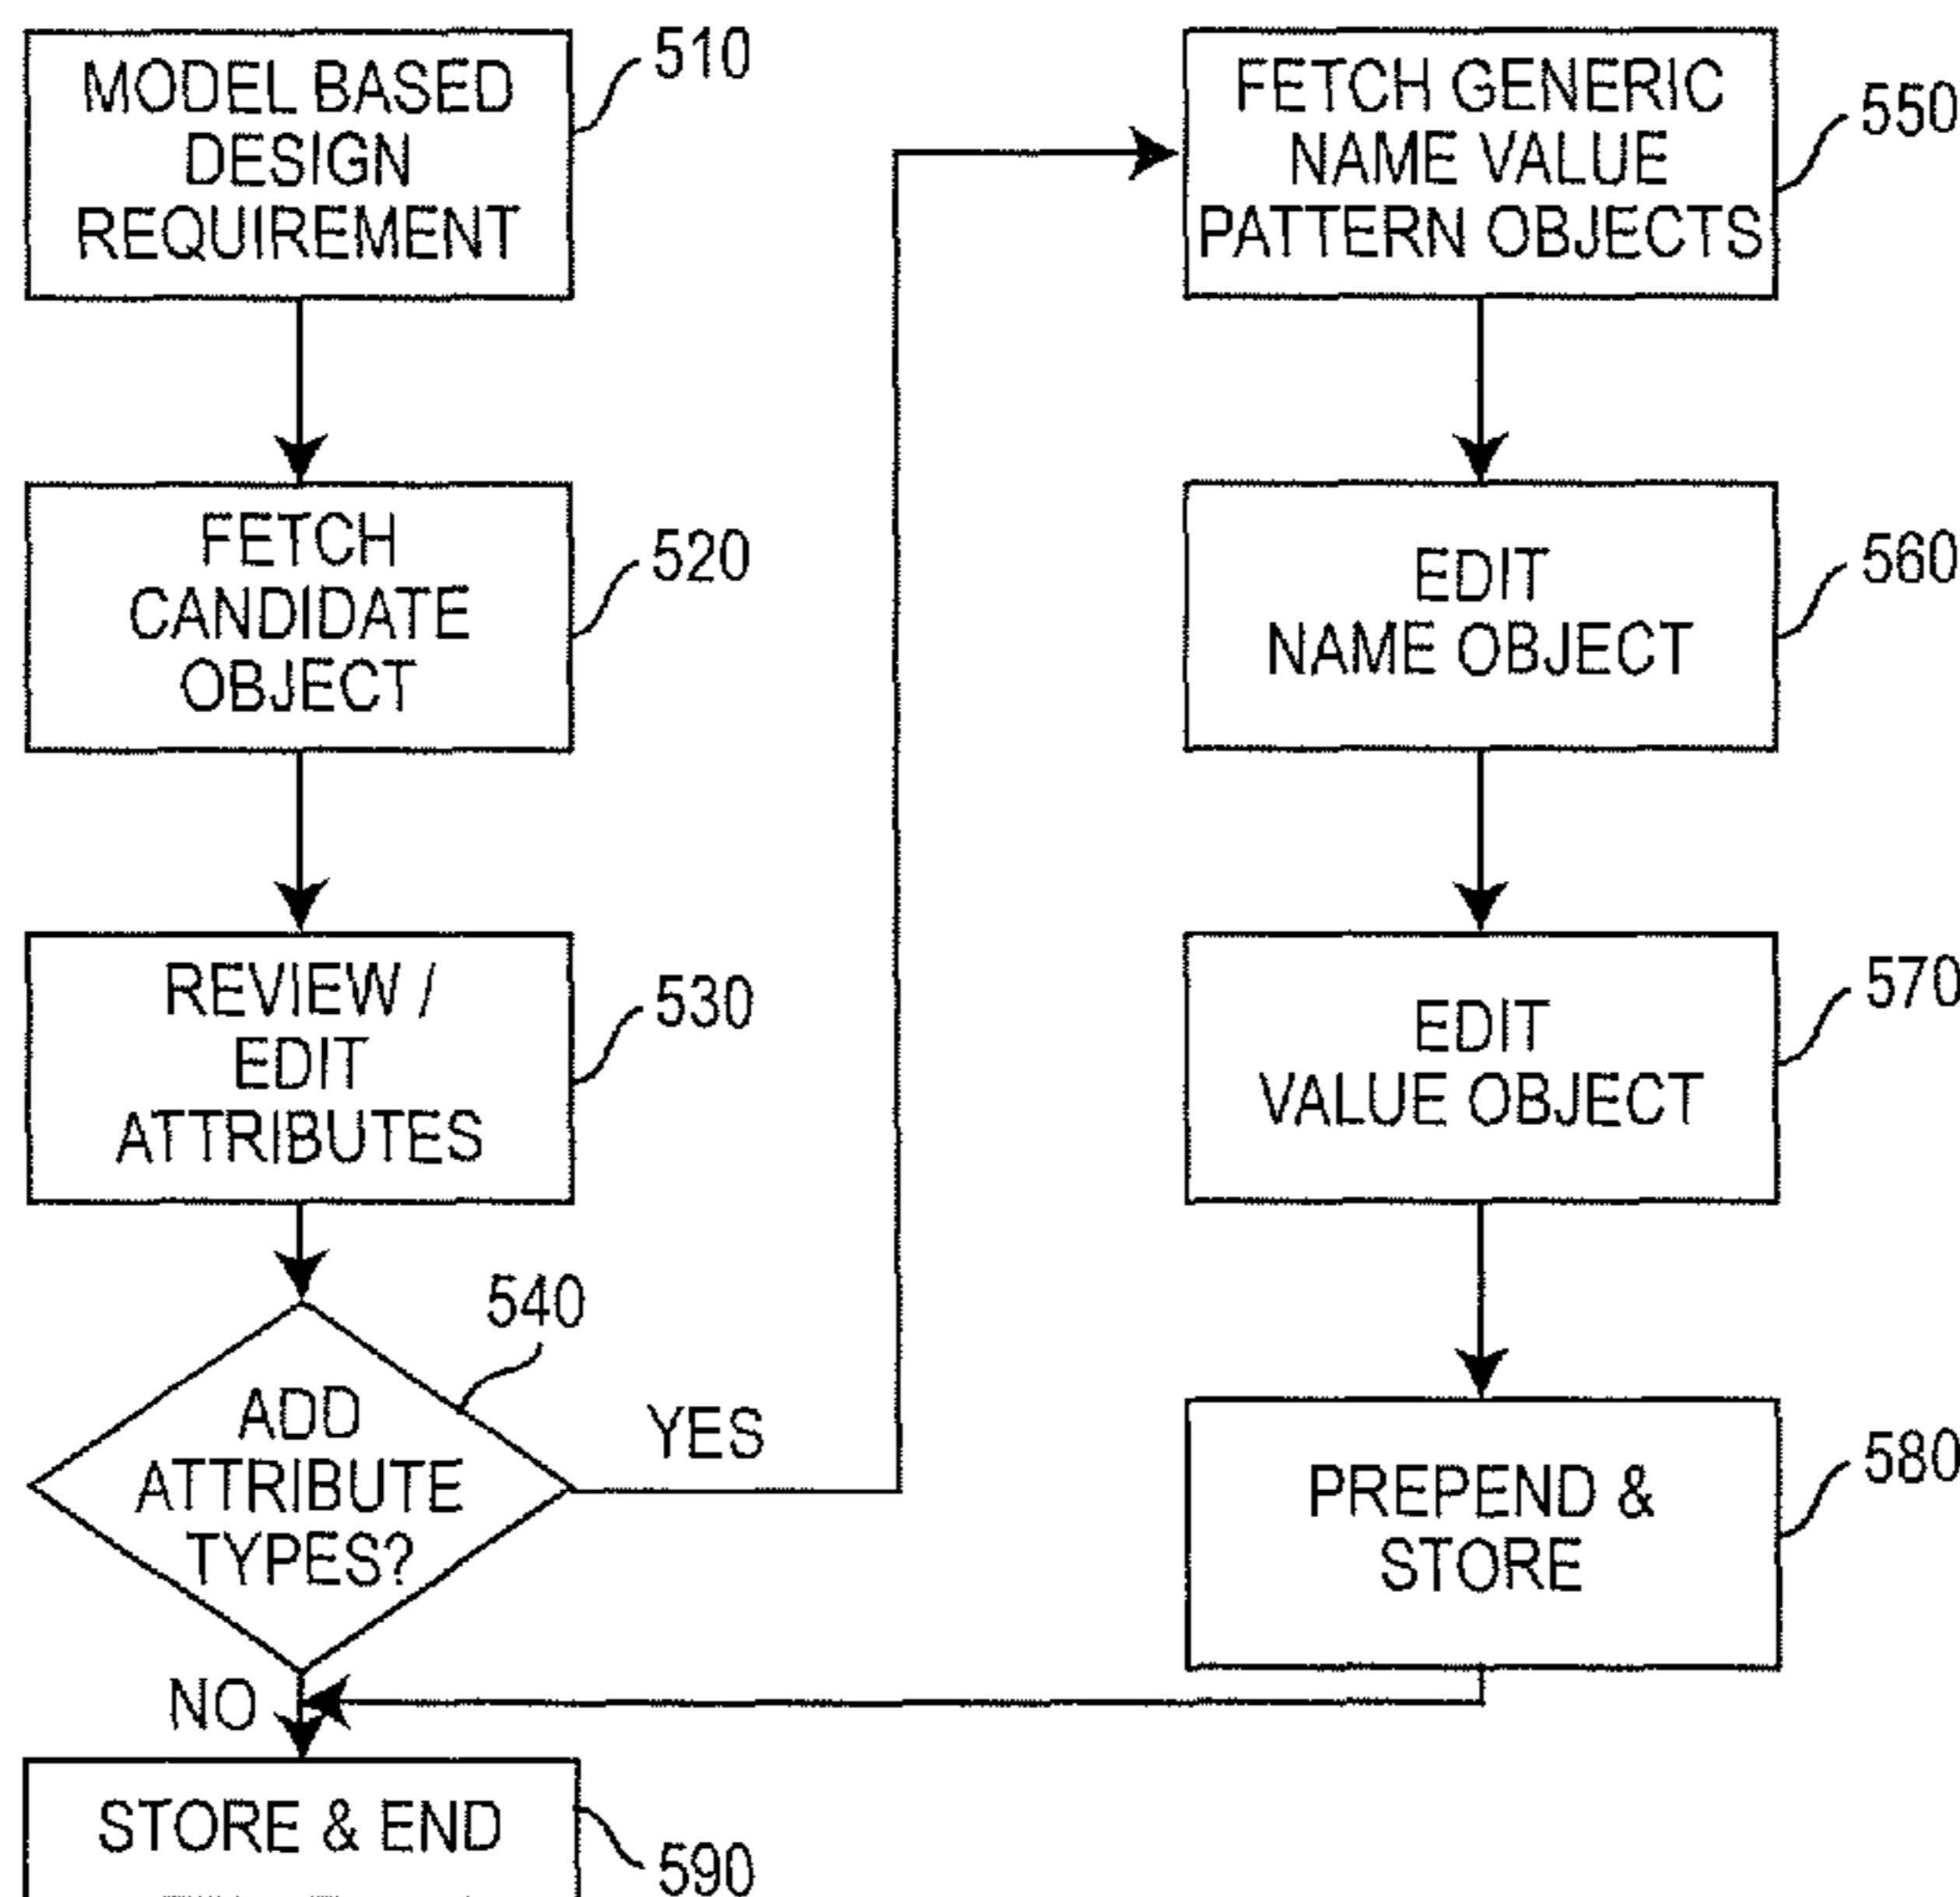 MODEL BASED
DESIGN
REQUIREMENT
510
FETCH
CANDIDATE
OBJECT
520
REVIEW /
EDIT
ATTRIBUTES
530
ADD
ATTRIBUTE
TYPES?
540
YES
NO
STORE & END
590
FETCH GENERIC
NAME VALUE
PATTERN OBJECTS
550
EDIT
NAME OBJECT
560
EDIT
VALUE OBJECT
570
PREPEND &
STORE
580